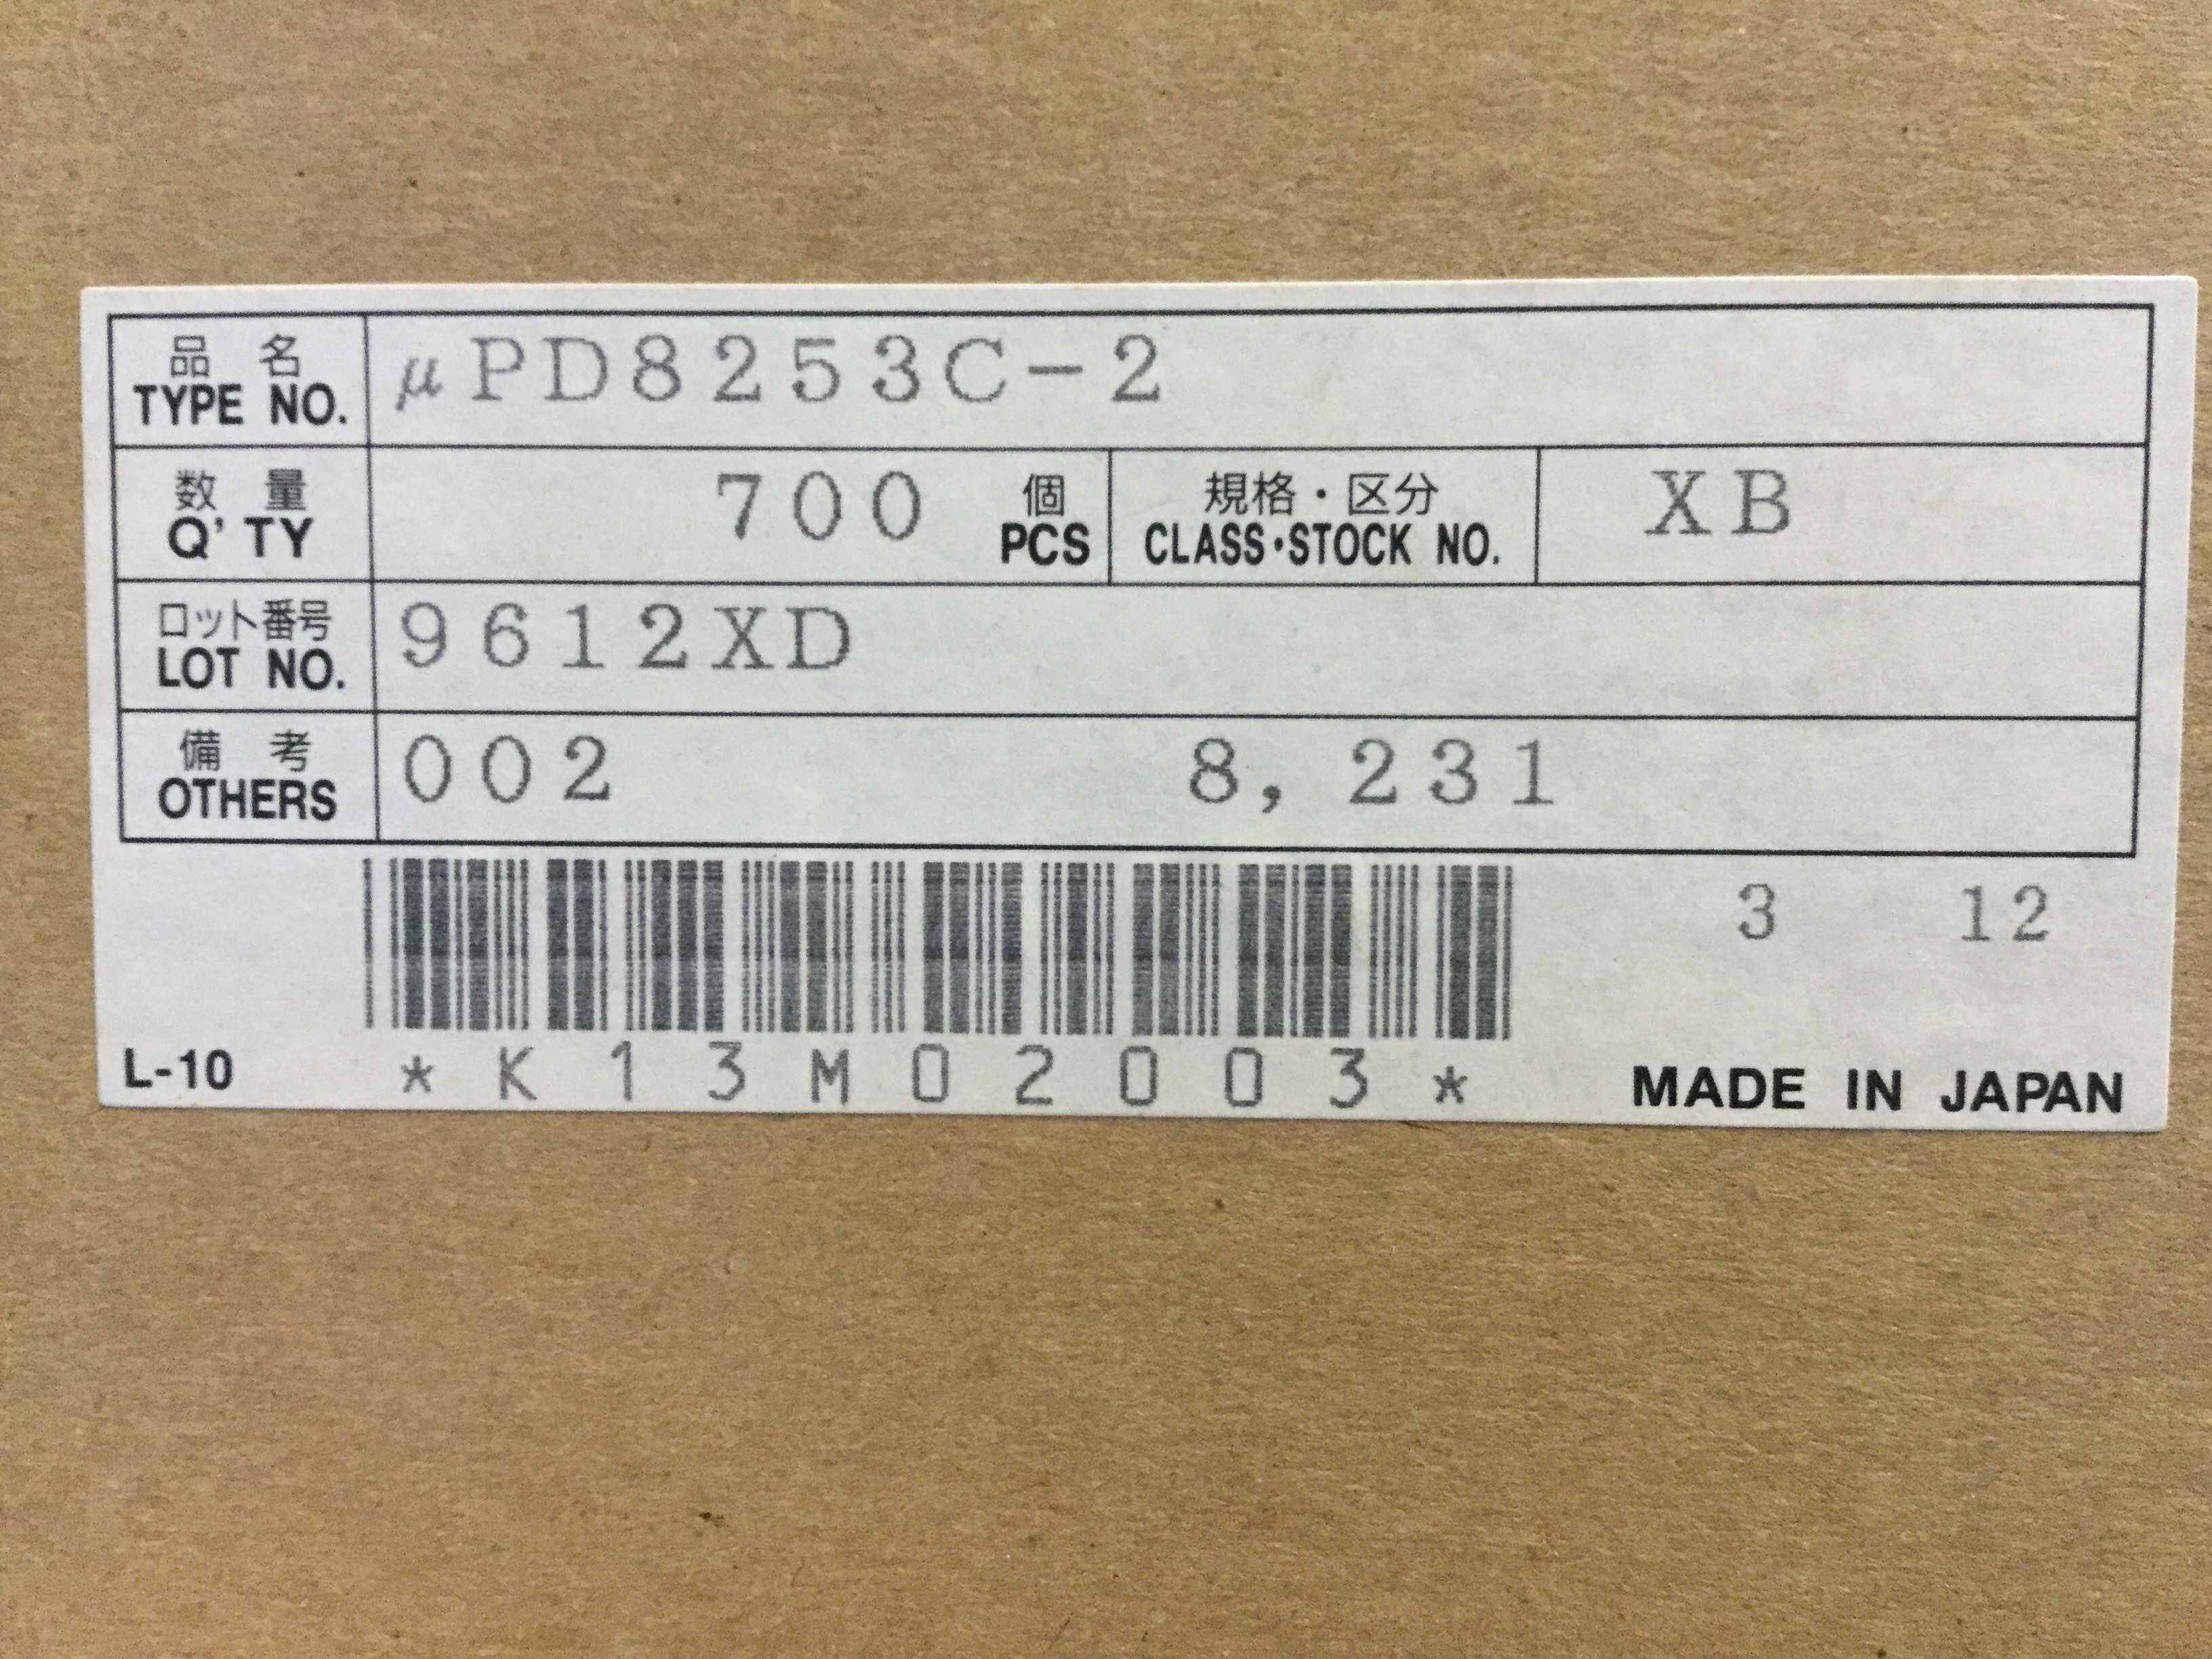 品名 μPD8253C-2
TYPE NO.
数量 700 個 規格・区分 XB
Q'TY PCS CLASS・STOCK NO.
ロット番号 9612XD
LOT NO.
備考 002 8,231
OTHERS
3 12
L-10 *K13M02003* MADE IN JAPAN